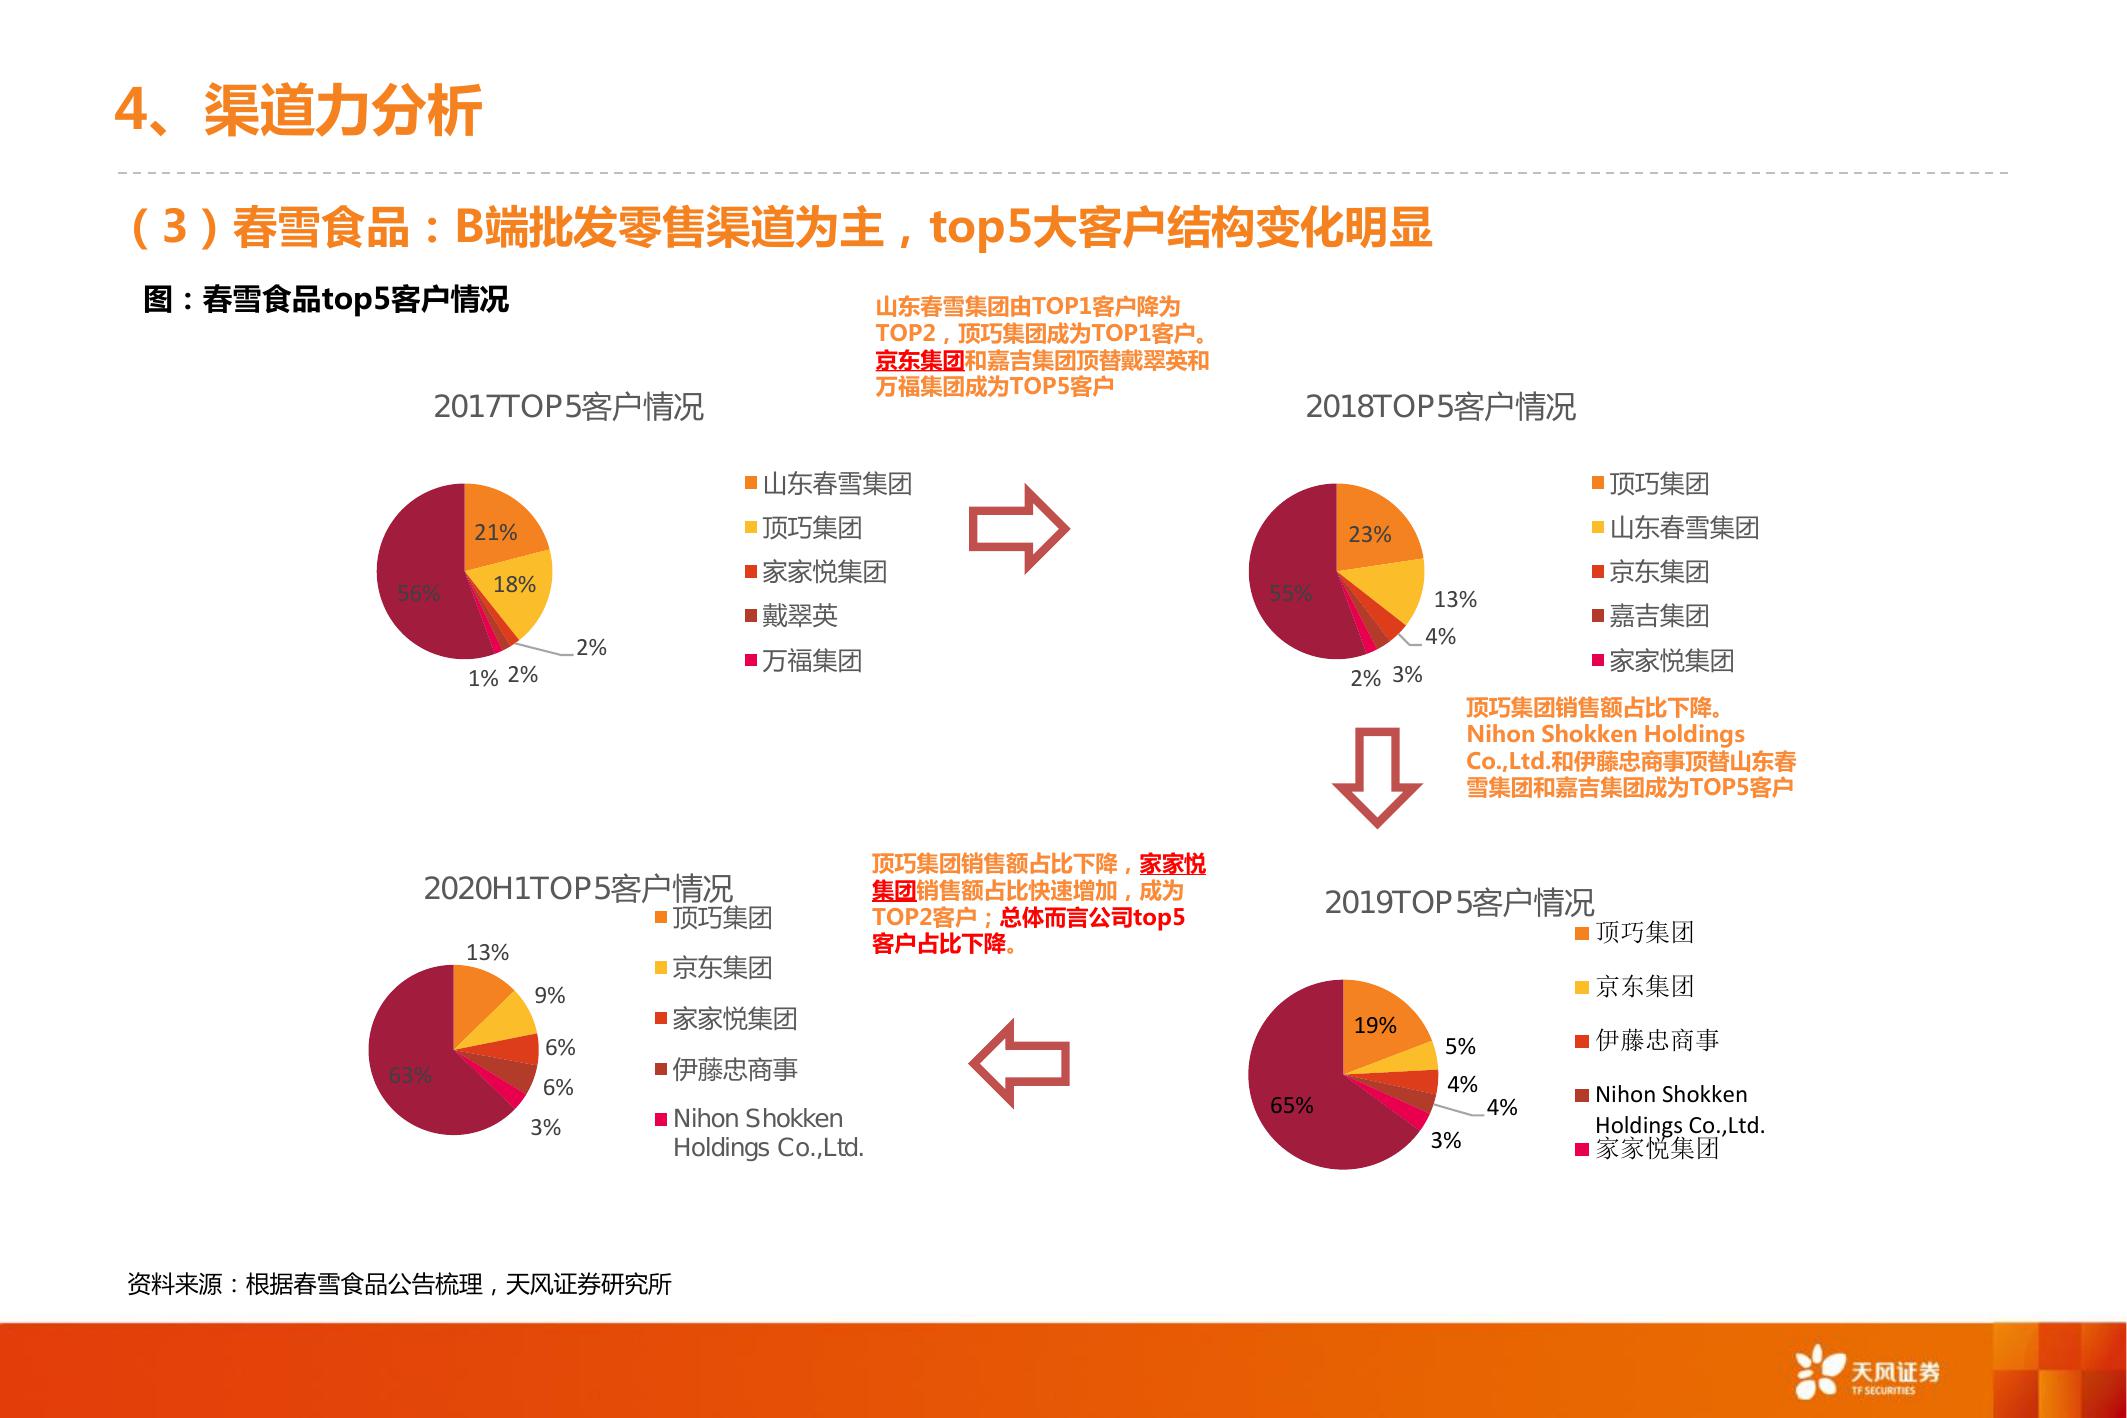 4、渠道力分析
（3）春雪食品：B端批发零售渠道为主，top5大客户结构变化明显
图：春雪食品top5客户情况
山东春雪集团由TOP1客户降为
TOP2，顶巧集团成为TOP1客户。
京东集团和嘉吉集团顶替戴翠英和
万福集团成为TOP5客户
2017TOP5客户情况
21%
18%
2%
2%
1%
56%
山东春雪集团
顶巧集团
家家悦集团
戴翠英
万福集团
2018TOP5客户情况
23%
13%
4%
3%
2%
55%
顶巧集团
山东春雪集团
京东集团
嘉吉集团
家家悦集团
顶巧集团销售额占比下降。
Nihon Shokken Holdings
Co.,Ltd.和伊藤忠商事顶替山东春
雪集团和嘉吉集团成为TOP5客户
2020H1TOP5客户情况
13%
9%
6%
6%
3%
63%
顶巧集团
京东集团
家家悦集团
伊藤忠商事
Nihon Shokken
Holdings Co.,Ltd.
顶巧集团销售额占比下降，家家悦
集团销售额占比快速增加，成为
TOP2客户；总体而言公司top5
客户占比下降。
2019TOP5客户情况
19%
5%
4%
4%
3%
65%
顶巧集团
京东集团
伊藤忠商事
Nihon Shokken
Holdings Co.,Ltd.
家家悦集团
资料来源：根据春雪食品公告梳理，天风证券研究所
天风证券
TF SECURITIES